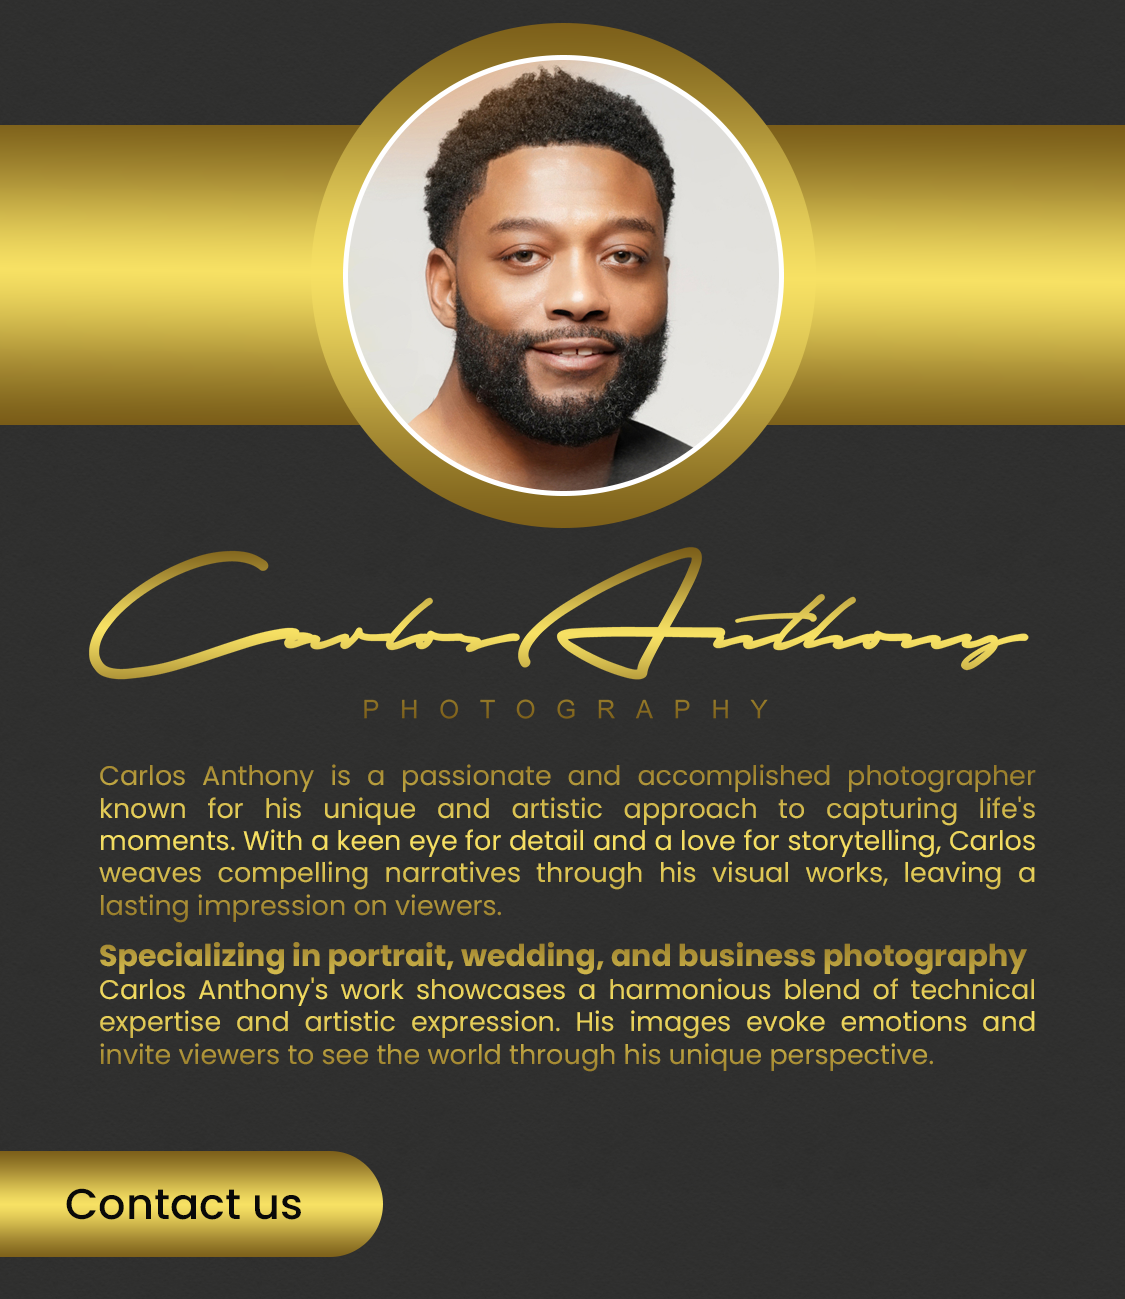 Carlos Anthony
PHOTOGRAPHY
Carlos Anthony is a passionate and accomplished photographer
known for his unique and artistic approach to capturing life's
moments. With a keen eye for detail and a love for storytelling, Carlos
weaves compelling narratives through his visual works, leaving a
lasting impression on viewers.
Specializing in portrait, wedding, and business photography
Carlos Anthony's work showcases a harmonious blend of technical
expertise and artistic expression. His images evoke emotions and
invite viewers to see the world through his unique perspective.
Contact us